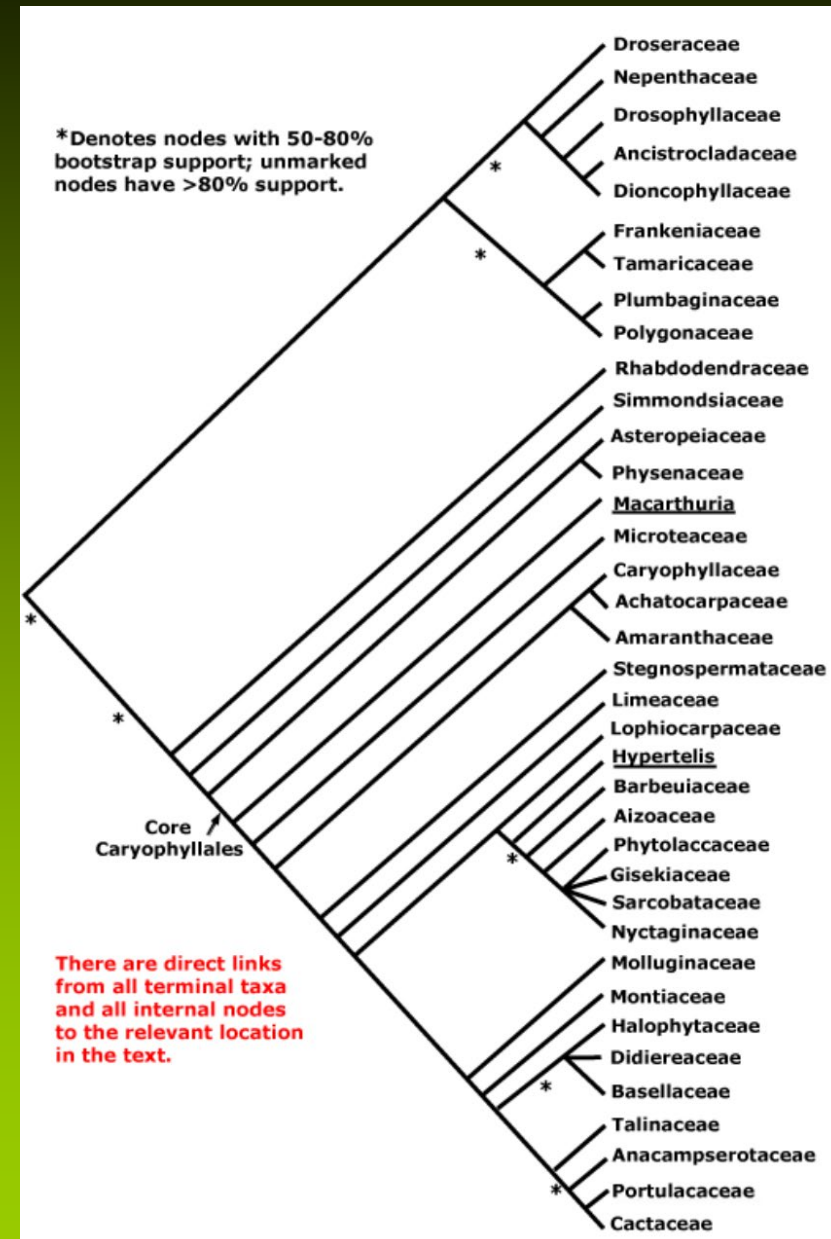 Droseraceae
Nepenthaceae
*Denotes nodes with 50-80%
bootstrap support; unmarked
nodes have >80% support.
Drosophyllaceae
Ancistrocladaceae
*
Dioncophyllaceae
Frankeniaceae
*
Tamaricaceae
Plumbaginaceae
Polygonaceae
Rhabdodendraceae
Simmondsiaceae
Asteropeiaceae
Physenaceae
Macarthuria
Microteaceae
Caryophyllaceae
Achatocarpaceae
*
Amaranthaceae
Stegnospermataceae
Limeaceae
*
Lophiocarpaceae
Hypertelis
Barbeuiaceae
Aizoaceae
Core
Caryophyllales
Phytolaccaceae
*
Gisekiaceae
Sarcobataceae
Nyctaginaceae
There are direct links
from all terminal taxa
and all internal nodes
to the relevant location
in the text.
Molluginaceae
Montiaceae
Halophytaceae
Didiereaceae
*
Basellaceae
Talinaceae
Anacampserotaceae
*
Portulacaceae
Cactaceae